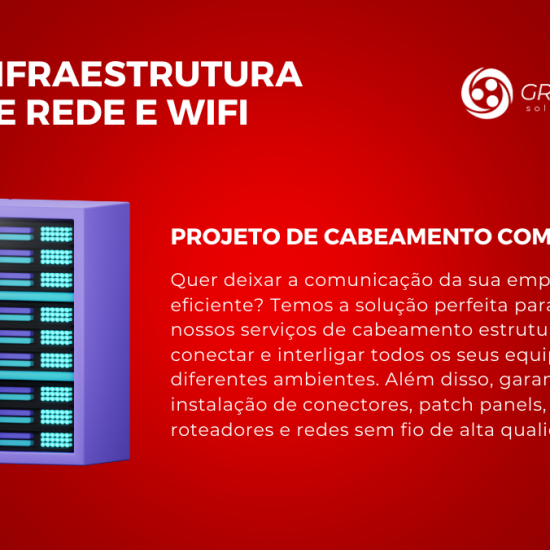 NFRAESTRUTURA
E REDE E WIFI
GR
sol
PROJETO DE CABEAMENTO COM
Quer deixar a comunicação da sua emp
eficiente? Temos a solução perfeita para
nossos serviços de cabeamento estrutu
conectar e interligar todos os seus equip
diferentes ambientes. Além disso, garan
instalação de conectores, patch panels,
roteadores e redes sem fio de alta quali